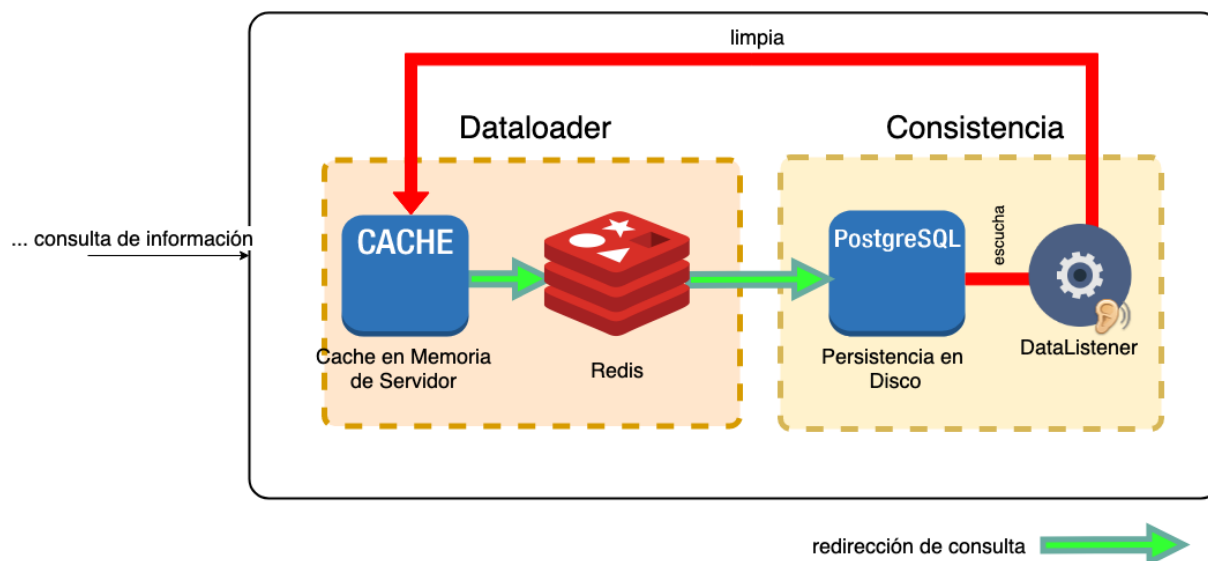 limpia
Dataloader
Consistencia
... consulta de información
CACHE
PostgreSQL
escucha
Cache en Memoria
de Servidor
Redis
Persistencia en
Disco
DataListener
redirección de consulta